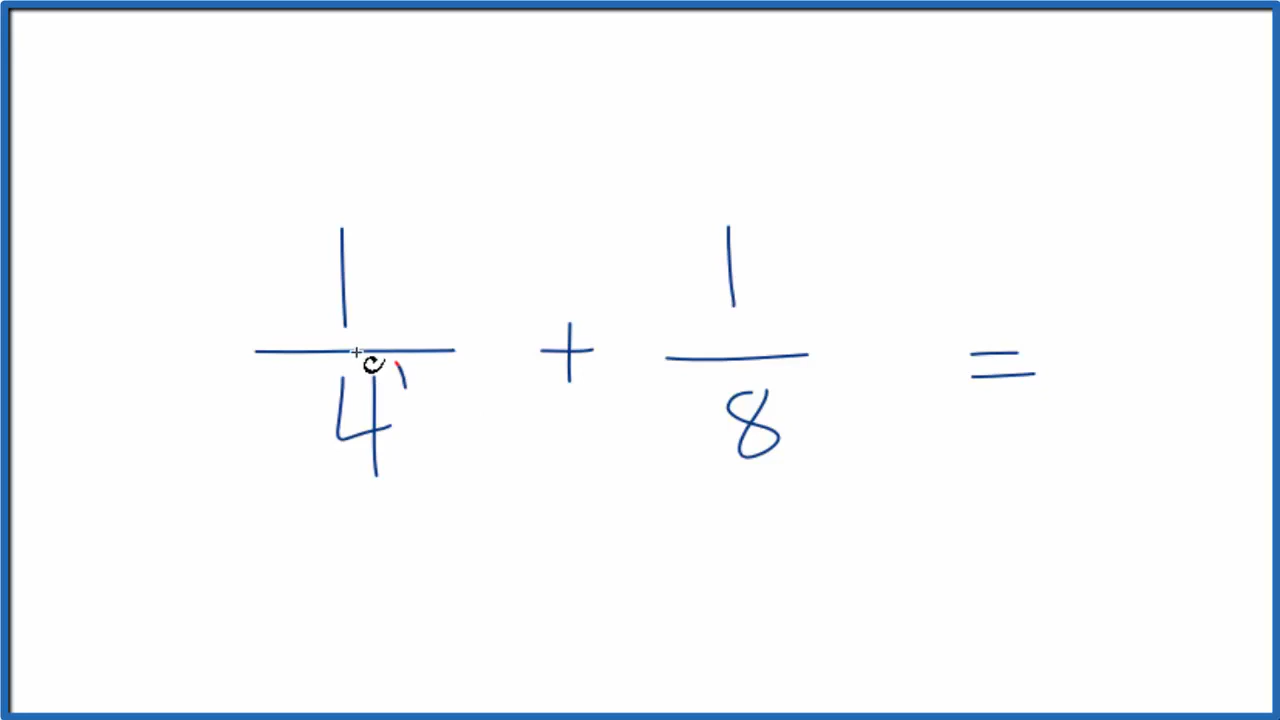 1/4 + 1/8 =